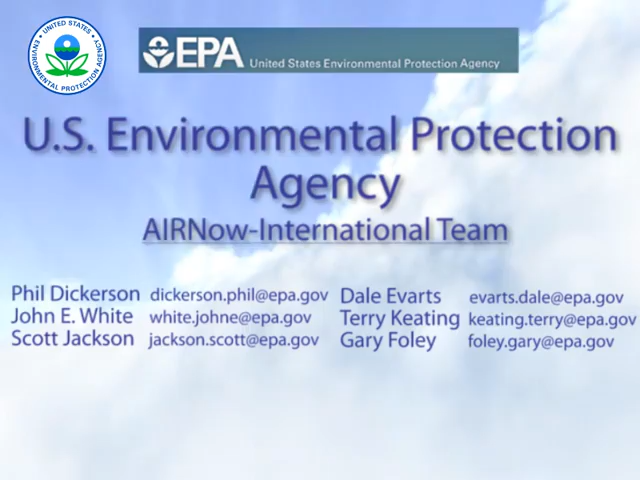 UNITED STATES
ENVIRONMENTAL PROTECTION AGENCY
EPA United States Environmental Protection Agency
U.S. Environmental Protection
Agency
AIRNow-International Team
Phil Dickerson dickerson.phil@epa.gov Dale Evarts evarts.dale@epa.gov
John E. White white.johne@epa.gov Terry Keating keating.terry@epa.gov
Scott Jackson jackson.scott@epa.gov Gary Foley foley.gary@epa.gov